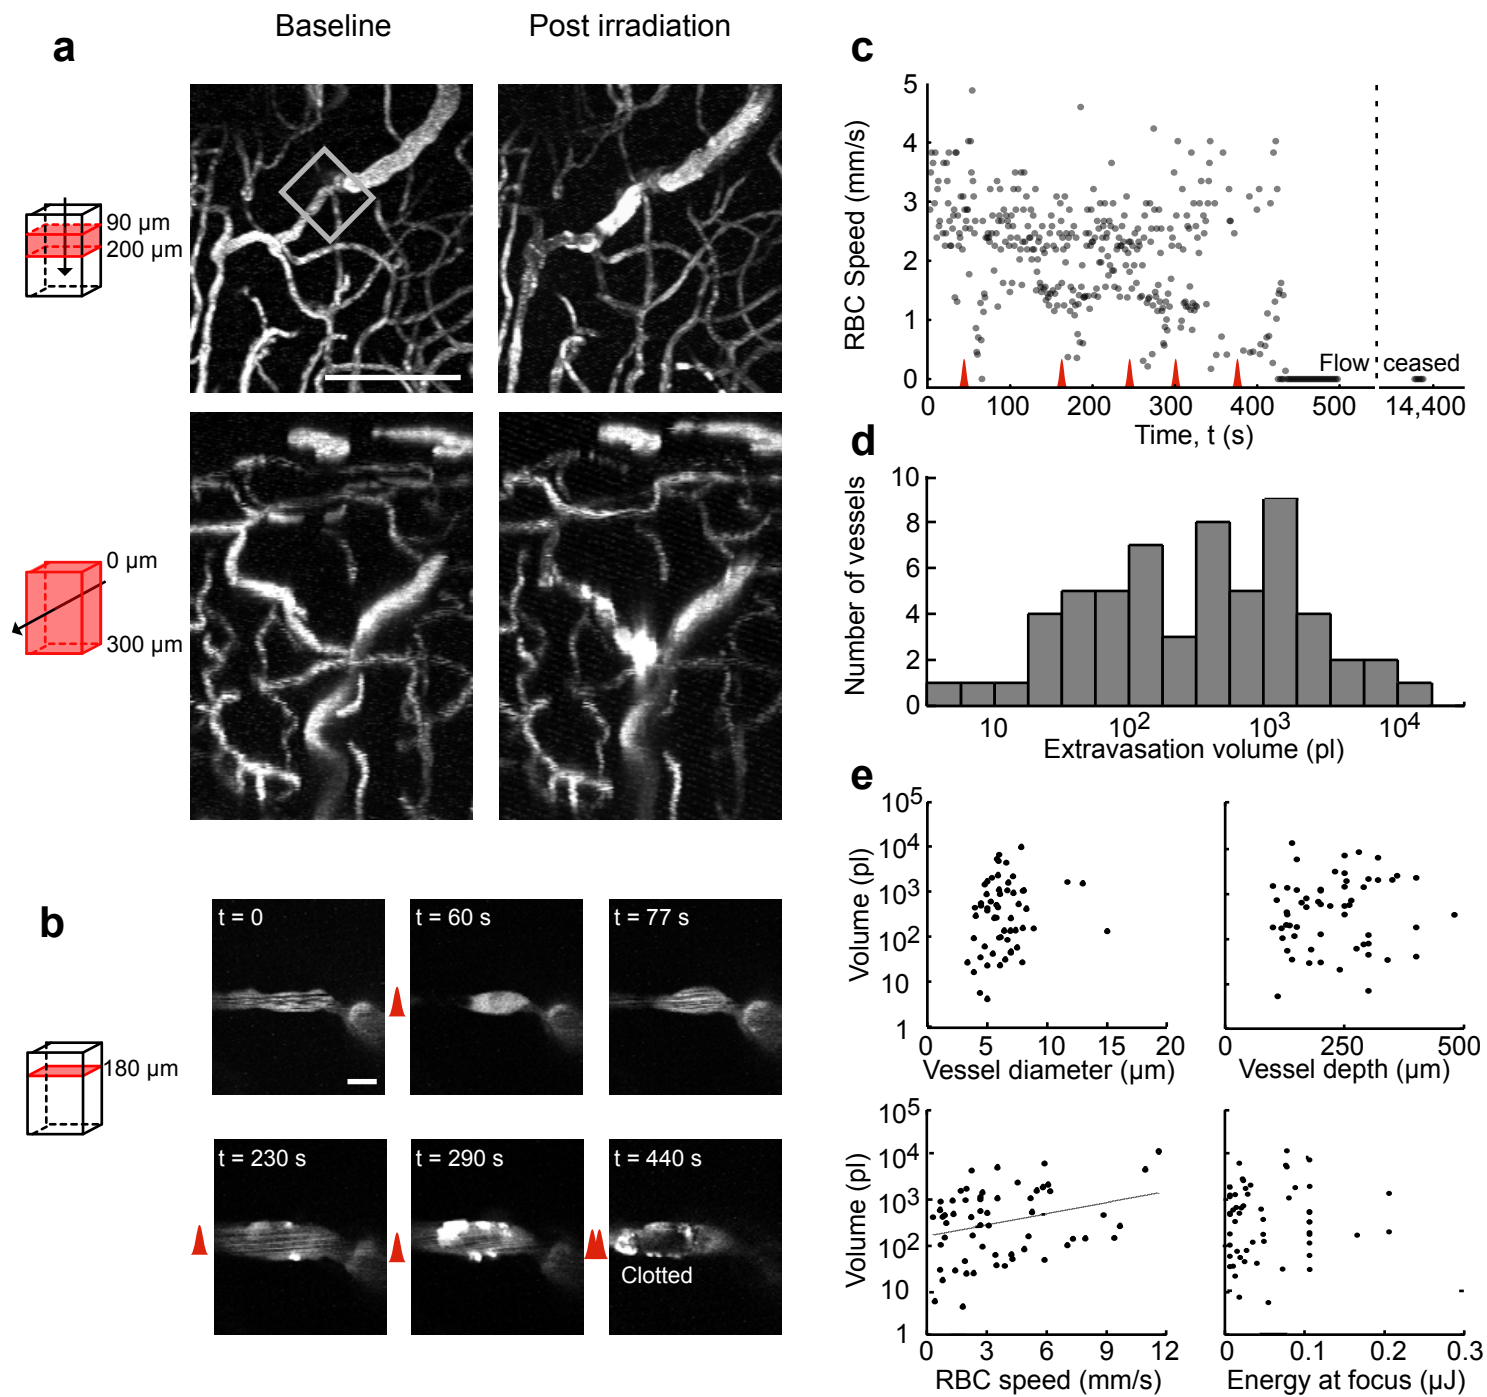 Baseline
Post irradiation
a
90 µm
200 µm
0 µm
300 µm
b
t = 0
t = 60 s
t = 77 s
180 µm
t = 230 s
t = 290 s
t = 440 s
Clotted
c
RBC Speed (mm/s)
5
4
3
2
1
0
Flow ceased
0 100 200 300 400 500 14,400
Time, t (s)
d
Number of vessels
10
8
6
4
2
0
10 10² 10³ 10⁴
Extravasation volume (pl)
e
Volume (pl)
10⁵
10⁴
10³
10²
10
1
0 5 10 15 20
Vessel diameter (µm)
0 250 500
Vessel depth (µm)
Volume (pl)
10⁵
10⁴
10³
10²
10
1
0 3 6 9 12
RBC speed (mm/s)
0 0.1 0.2 0.3
Energy at focus (µJ)